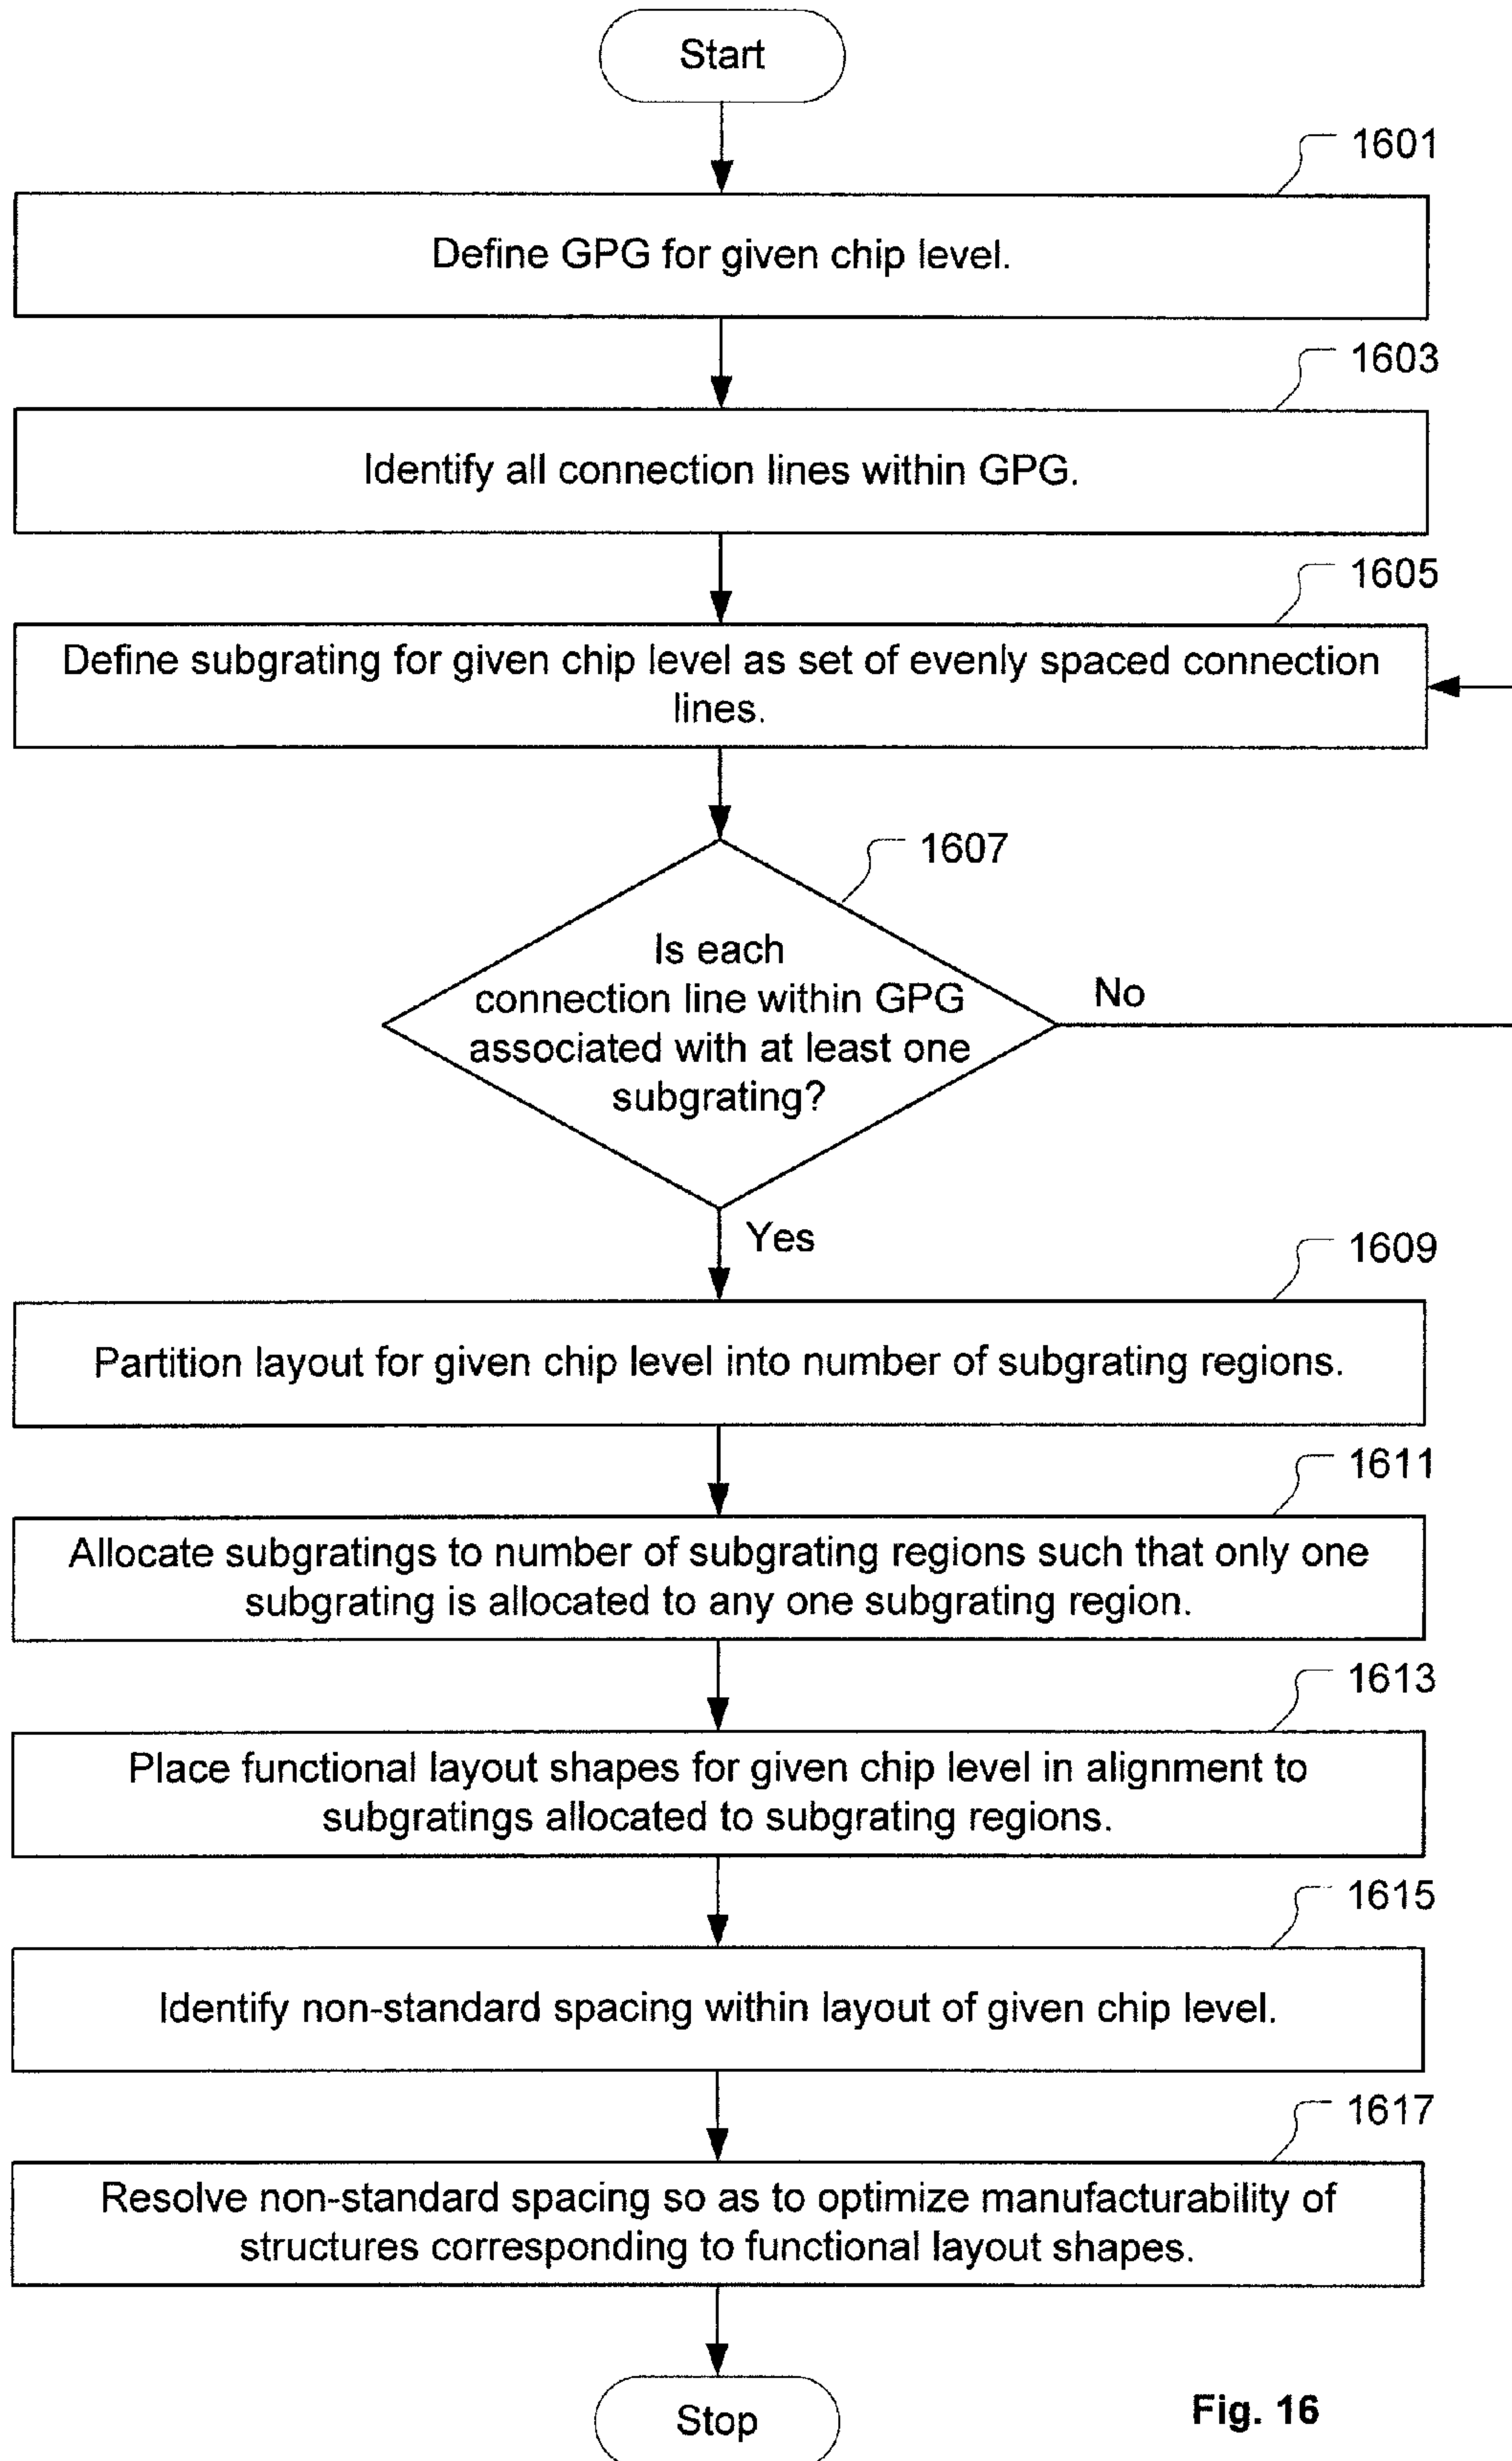 Start
1601
Define GPG for given chip level.
1603
Identify all connection lines within GPG.
1605
Define subgrating for given chip level as set of evenly spaced connection
lines.
1607
Is each
connection line within GPG
associated with at least one
subgrating?
No
Yes
1609
Partition layout for given chip level into number of subgrating regions.
1611
Allocate subgratings to number of subgrating regions such that only one
subgrating is allocated to any one subgrating region.
1613
Place functional layout shapes for given chip level in alignment to
subgratings allocated to subgrating regions.
1615
Identify non-standard spacing within layout of given chip level.
1617
Resolve non-standard spacing so as to optimize manufacturability of
structures corresponding to functional layout shapes.
Stop
Fig. 16